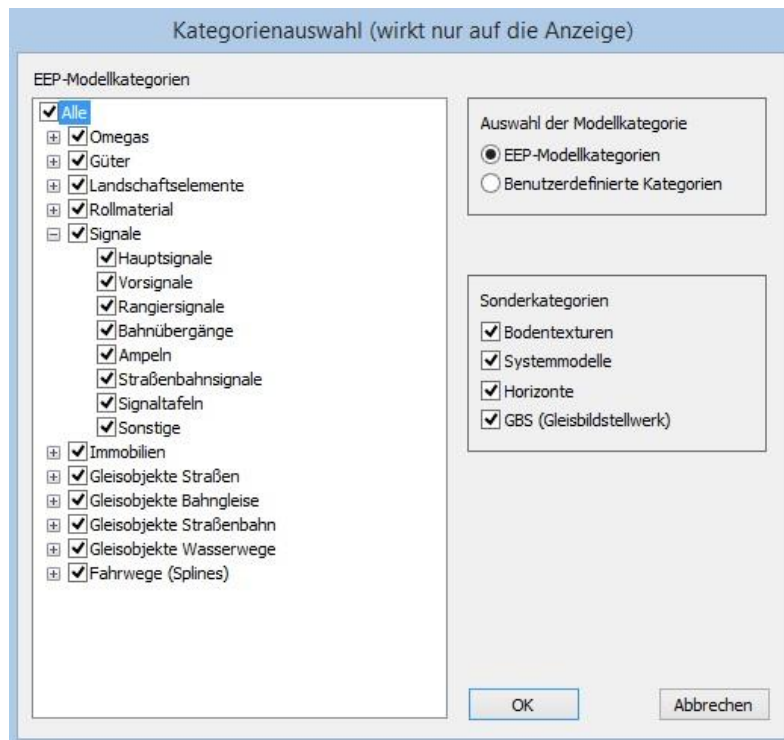 Kategorienauswahl (wirkt nur auf die Anzeige)
EEP-Modellkategorien
Alle
Omegas
Güter
Landschaftselemente
Rollmaterial
Signale
Hauptsignale
Vorsignale
Rangiersignale
Bahnübergänge
Ampeln
Straßenbahnsignale
Signaltafeln
Sonstige
Immobilien
Gleisobjekte Straßen
Gleisobjekte Bahngleise
Gleisobjekte Straßenbahn
Gleisobjekte Wasserwege
Fahrwege (Splines)
Auswahl der Modellkategorie
EEP-Modellkategorien
Benutzerdefinierte Kategorien
Sonderkategorien
Bodentexturen
Systemmodelle
Horizonte
GBS (Gleisbildstellwerk)
OK
Abbrechen